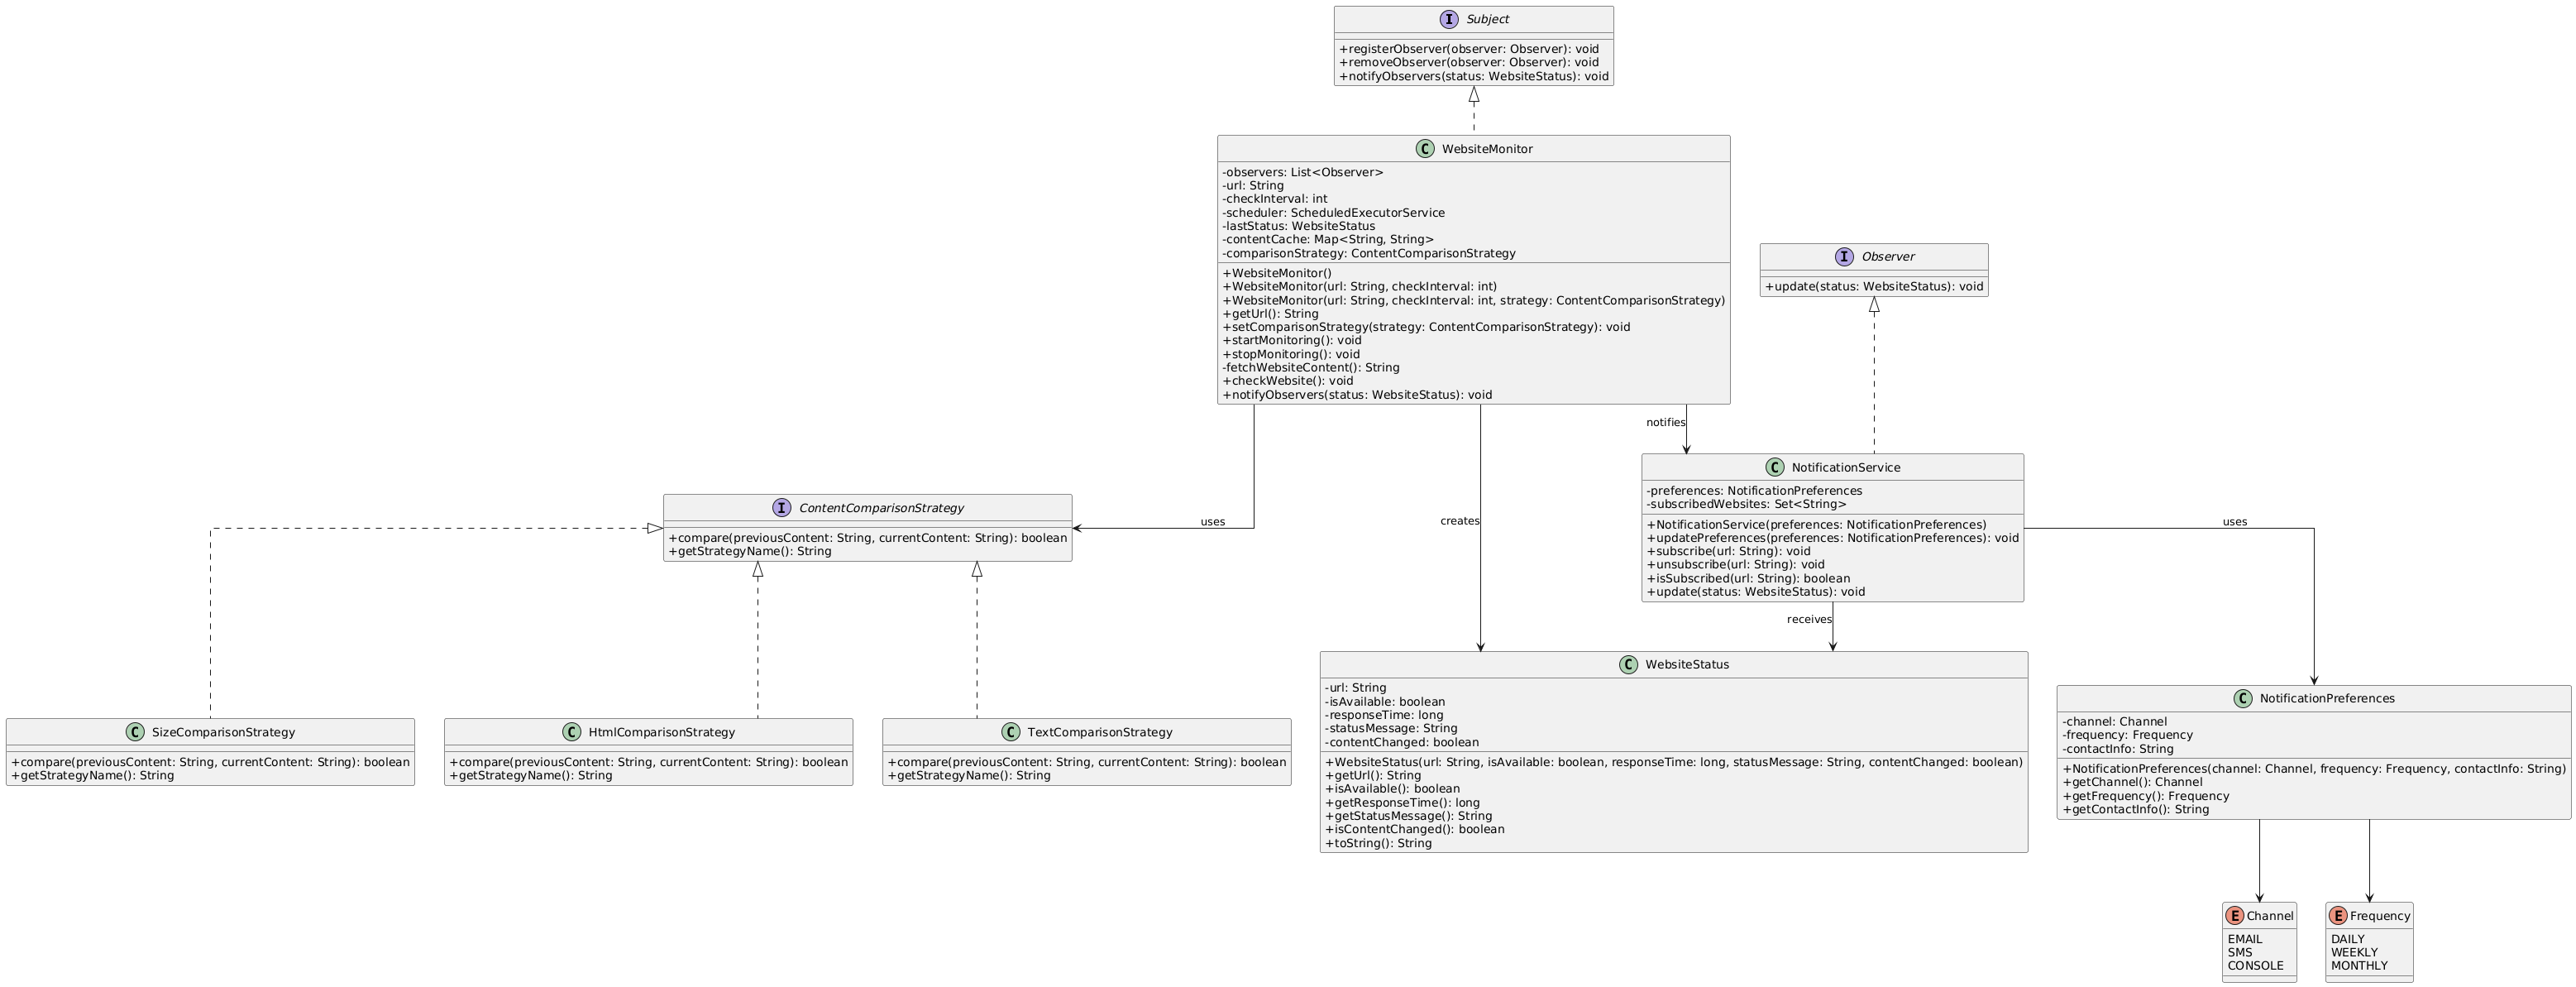 I Subject
+registerObserver(observer: Observer): void
+removeObserver(observer: Observer): void
+notifyObservers(status: WebsiteStatus): void
C WebsiteMonitor
-observers: List<Observer>
-url: String
-checkInterval: int
-scheduler: ScheduledExecutorService
-lastStatus: WebsiteStatus
-contentCache: Map<String, String>
-comparisonStrategy: ContentComparisonStrategy
+WebsiteMonitor()
+WebsiteMonitor(url: String, checkInterval: int)
+WebsiteMonitor(url: String, checkInterval: int, strategy: ContentComparisonStrategy)
+getUrl(): String
+setComparisonStrategy(strategy: ContentComparisonStrategy): void
+startMonitoring(): void
+stopMonitoring(): void
-fetchWebsiteContent(): String
+checkWebsite(): void
+notifyObservers(status: WebsiteStatus): void
I Observer
+update(status: WebsiteStatus): void
notifies
C NotificationService
-preferences: NotificationPreferences
-subscribedWebsites: Set<String>
+NotificationService(preferences: NotificationPreferences)
+updatePreferences(preferences: NotificationPreferences): void
+subscribe(url: String): void
+unsubscribe(url: String): void
+isSubscribed(url: String): boolean
+update(status: WebsiteStatus): void
I ContentComparisonStrategy
+compare(previousContent: String, currentContent: String): boolean
+getStrategyName(): String
uses
creates
uses
receives
C SizeComparisonStrategy
+compare(previousContent: String, currentContent: String): boolean
+getStrategyName(): String
C HtmlComparisonStrategy
+compare(previousContent: String, currentContent: String): boolean
+getStrategyName(): String
C TextComparisonStrategy
+compare(previousContent: String, currentContent: String): boolean
+getStrategyName(): String
C WebsiteStatus
-url: String
-isAvailable: boolean
-responseTime: long
-statusMessage: String
-contentChanged: boolean
+WebsiteStatus(url: String, isAvailable: boolean, responseTime: long, statusMessage: String, contentChanged: boolean)
+getUrl(): String
+isAvailable(): boolean
+getResponseTime(): long
+getStatusMessage(): String
+isContentChanged(): boolean
+toString(): String
C NotificationPreferences
-channel: Channel
-frequency: Frequency
-contactInfo: String
+NotificationPreferences(channel: Channel, frequency: Frequency, contactInfo: String)
+getChannel(): Channel
+getFrequency(): Frequency
+getContactInfo(): String
E Channel
EMAIL
SMS
CONSOLE
E Frequency
DAILY
WEEKLY
MONTHLY